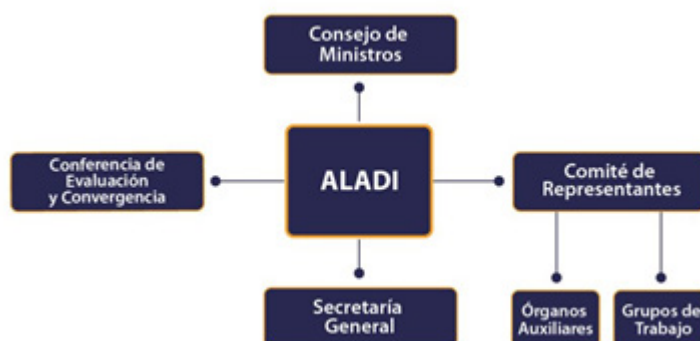 Consejo de
Ministros
Conferencia de
Evaluación
y Convergencia
ALADI
Comité de
Representantes
Secretaría
General
Órganos
Auxiliares
Grupos de
Trabajo